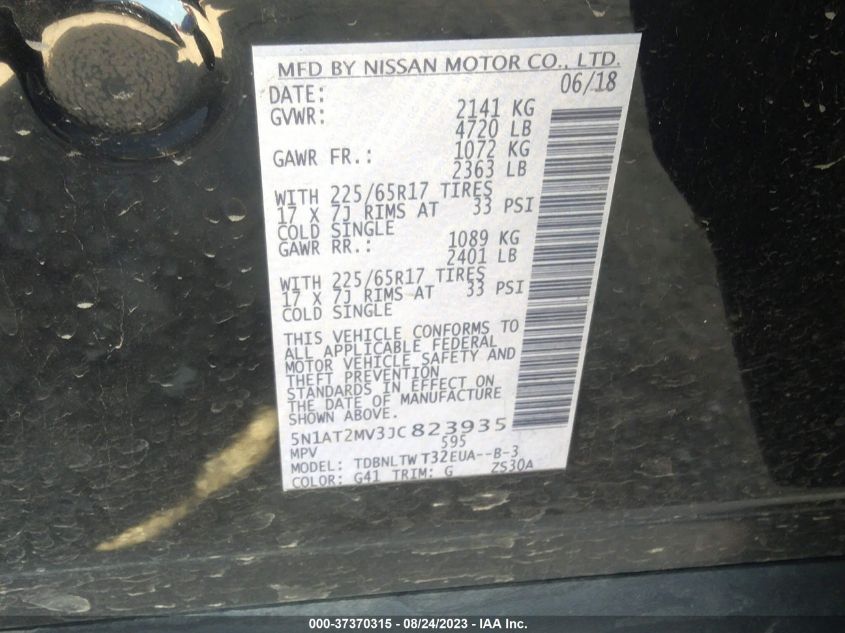 MFD BY NISSAN MOTOR CO., LTD.
DATE: 06/18
GVWR: 2141 KG
4720 LB
GAWR FR.: 1072 KG
2363 LB
WITH 225/65R17 TIRES
17 X 7J RIMS AT 33 PSI
COLD SINGLE
GAWR RR.: 1089 KG
2401 LB
WITH 225/65R17 TIRES
17 X 7J RIMS AT 33 PSI
COLD SINGLE
THIS VEHICLE CONFORMS TO
ALL APPLICABLE FEDERAL
MOTOR VEHICLE SAFETY AND
THEFT PREVENTION
STANDARDS IN EFFECT ON
THE DATE OF MANUFACTURE
SHOWN ABOVE.
5N1AT2MV3JC823935
MPV 595
MODEL: TDBNLTW T32EUA--B-3
COLOR: G41 TRIM: G ZS30A
000-37370315 - 08/24/2023 - IAA Inc.